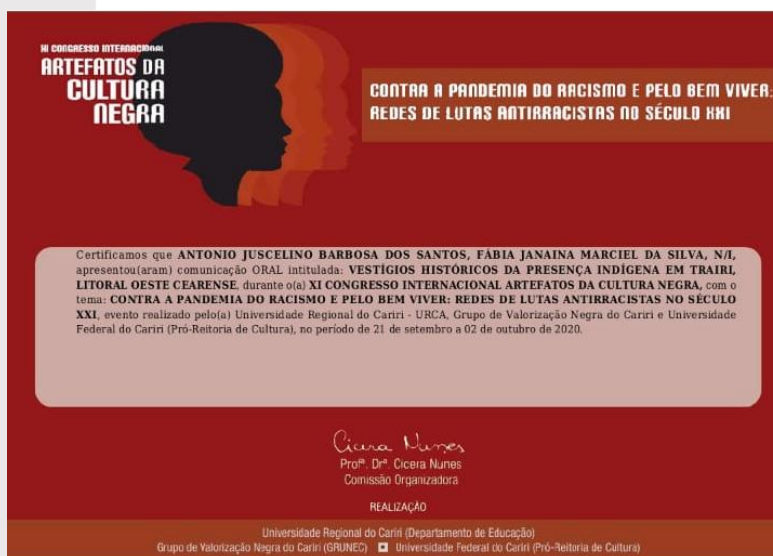 XI CONGRESSO INTERNACIONAL
ARTEFATOS DA
CULTURA
NEGRA
CONTRA A PANDEMIA DO RACISMO E PELO BEM VIVER:
REDES DE LUTAS ANTIRRACISTAS NO SÉCULO XXI
Certificamos que ANTONIO JUSCELINO BARBOSA DOS SANTOS, FÁBIA JANAINA MARCIEL DA SILVA, N/I,
apresentou(aram) comunicação ORAL intitulada: VESTÍGIOS HISTÓRICOS DA PRESENÇA INDÍGENA EM TRAIRI,
LITORAL OESTE CEARENSE, durante o(a) XI CONGRESSO INTERNACIONAL ARTEFATOS DA CULTURA NEGRA, com o
tema: CONTRA A PANDEMIA DO RACISMO E PELO BEM VIVER: REDES DE LUTAS ANTIRRACISTAS NO SÉCULO
XXI, evento realizado pelo(a) Universidade Regional do Cariri - URCA, Grupo de Valorização Negra do Cariri e Universidade
Federal do Cariri (Pró-Reitoria de Cultura), no período de 21 de setembro a 02 de outubro de 2020.
Cicera Nunes
Profª. Drª. Cicera Nunes
Comissão Organizadora
REALIZAÇÃO
Universidade Regional do Cariri (Departamento de Educação)
Grupo de Valorização Negra do Cariri (GRUNEC) Universidade Federal do Cariri (Pró-Reitoria de Cultura)